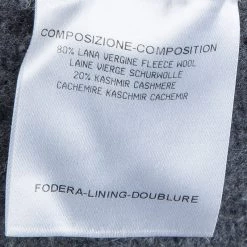 COMPOSIZIONE-COMPOSITION
80% LANA VERGINE FLEECE WOOL
LAINE VIERGE SCHURWOLLE
20% KASHMIR CASHMERE
CACHEMIRE KASCHMIR CACHEMIR
FODERA-LINING-DOUBLURE